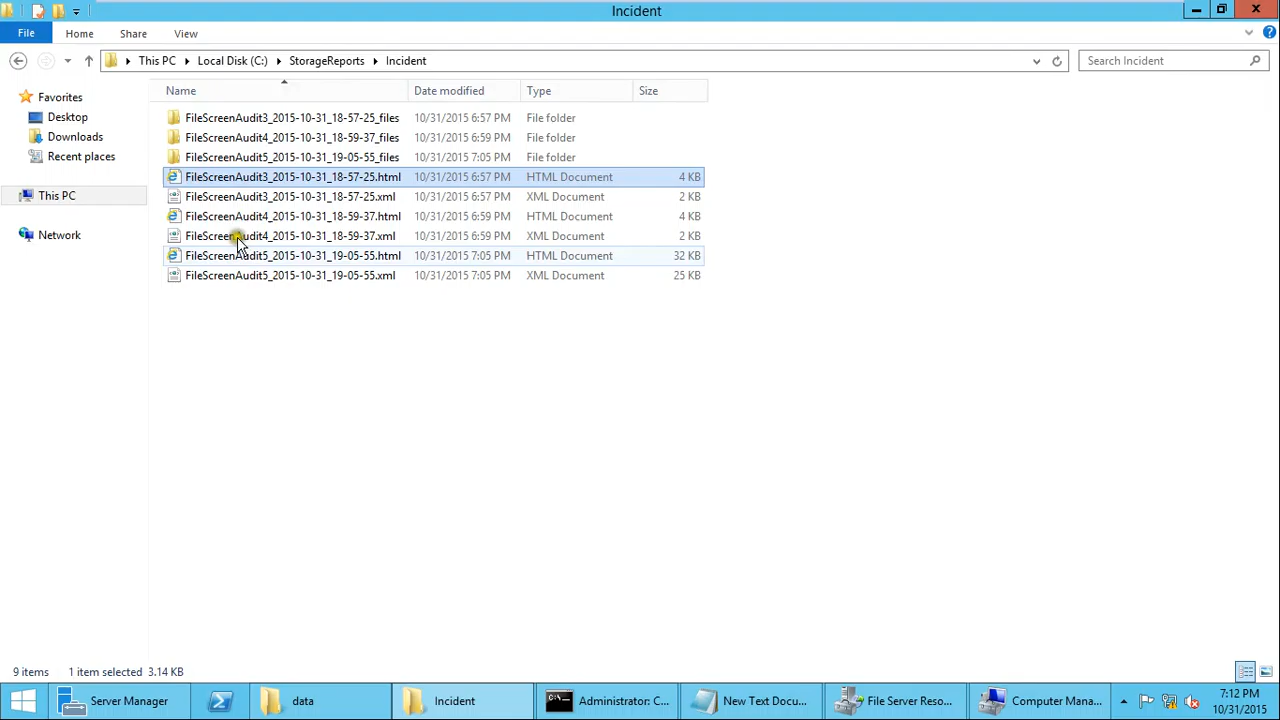 Incident
File Home Share View
This PC Local Disk (C:) StorageReports Incident Search Incident
Name Date modified Type Size
Favorites
Desktop
Downloads
Recent places
This PC
Network
FileScreenAudit3_2015-10-31_18-57-25_files 10/31/2015 6:57 PM File folder
FileScreenAudit4_2015-10-31_18-59-37_files 10/31/2015 6:59 PM File folder
FileScreenAudit5_2015-10-31_19-05-55_files 10/31/2015 7:05 PM File folder
FileScreenAudit3_2015-10-31_18-57-25.html 10/31/2015 6:57 PM HTML Document 4 KB
FileScreenAudit3_2015-10-31_18-57-25.xml 10/31/2015 6:57 PM XML Document 2 KB
FileScreenAudit4_2015-10-31_18-59-37.html 10/31/2015 6:59 PM HTML Document 4 KB
FileScreenAudit4_2015-10-31_18-59-37.xml 10/31/2015 6:59 PM XML Document 2 KB
FileScreenAudit5_2015-10-31_19-05-55.html 10/31/2015 7:05 PM HTML Document 32 KB
FileScreenAudit5_2015-10-31_19-05-55.xml 10/31/2015 7:05 PM XML Document 25 KB
9 items 1 item selected 3.14 KB
Server Manager data Incident Administrator: C... New Text Docu... File Server Reso... Computer Mana... 7:12 PM
10/31/2015